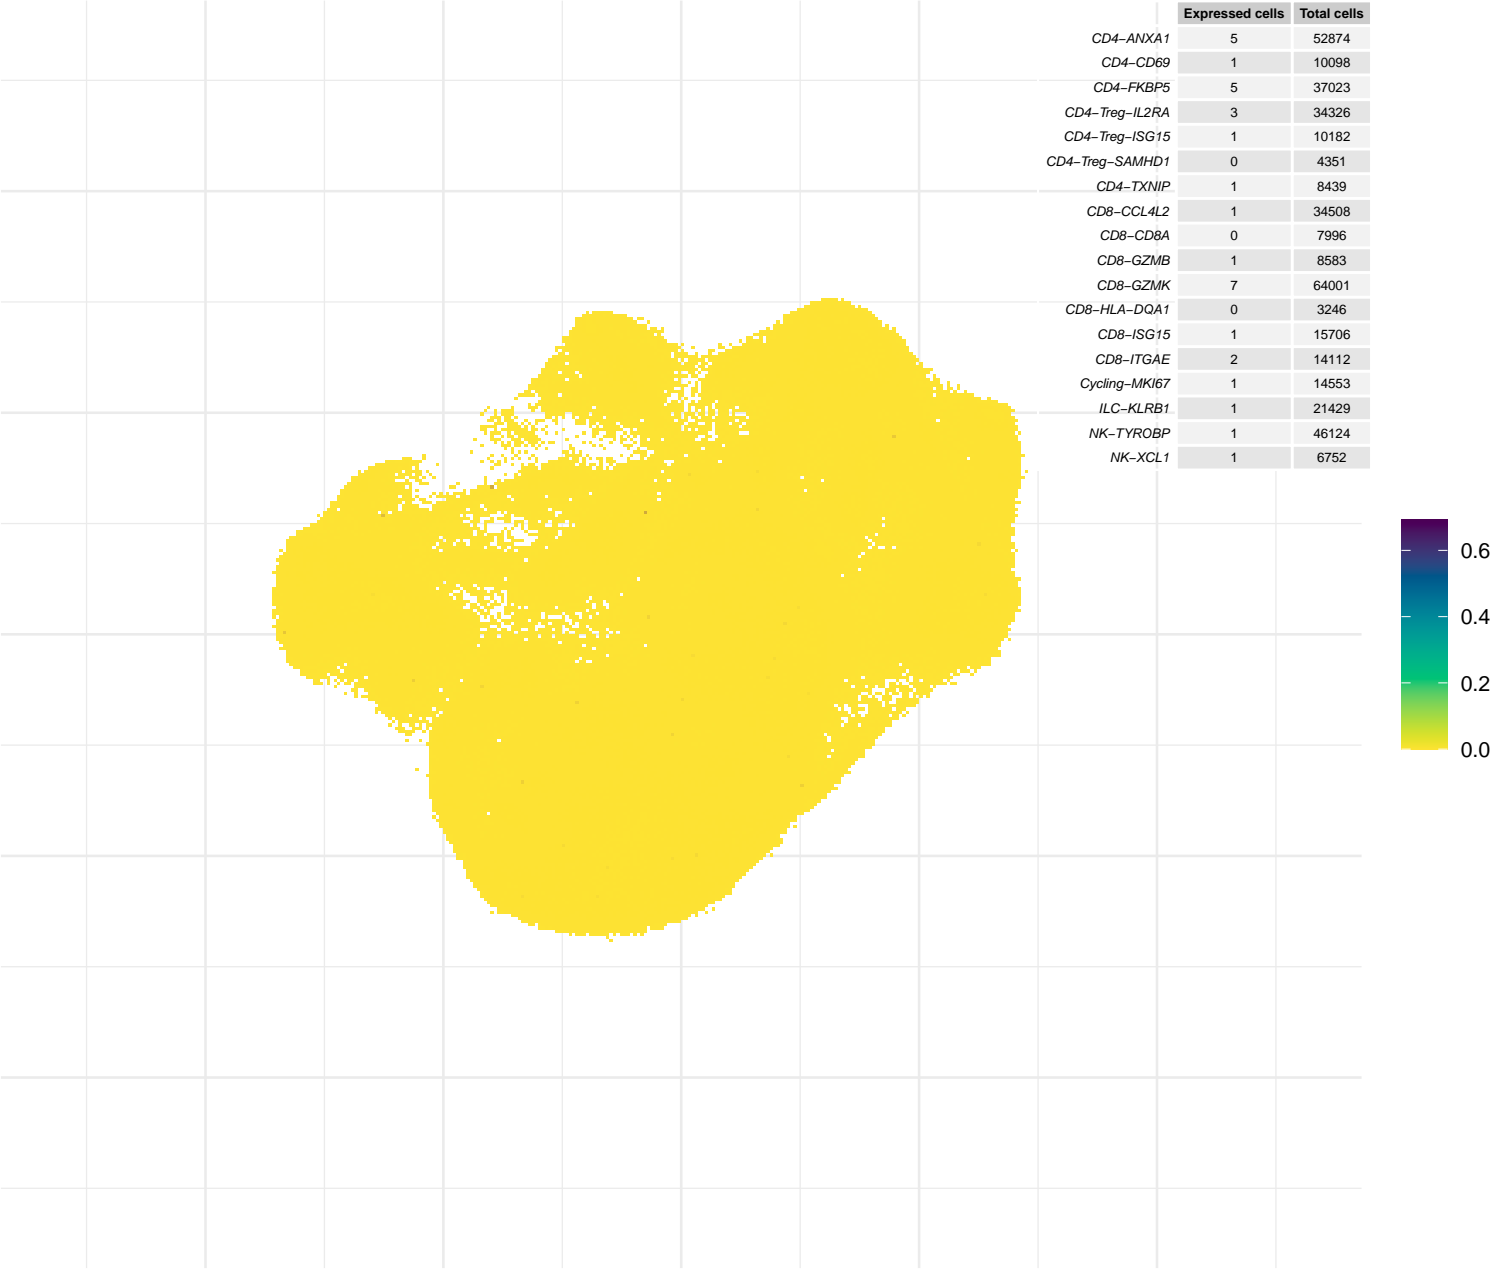 Expressed cells Total cells
CD4−ANXA1 5 52874
CD4−CD69 1 10098
CD4−FKBP5 5 37023
CD4−Treg−IL2RA 3 34326
CD4−Treg−ISG15 1 10182
CD4−Treg−SAMHD1 0 4351
CD4−TXNIP 1 8439
CD8−CCL4L2 1 34508
CD8−CD8A 0 7996
CD8−GZMB 1 8583
CD8−GZMK 7 64001
CD8−HLA−DQA1 0 3246
CD8−ISG15 1 15706
CD8−ITGAE 2 14112
Cycling−MKI67 1 14553
ILC−KLRB1 1 21429
NK−TYROBP 1 46124
NK−XCL1 1 6752
0.6
0.4
0.2
0.0